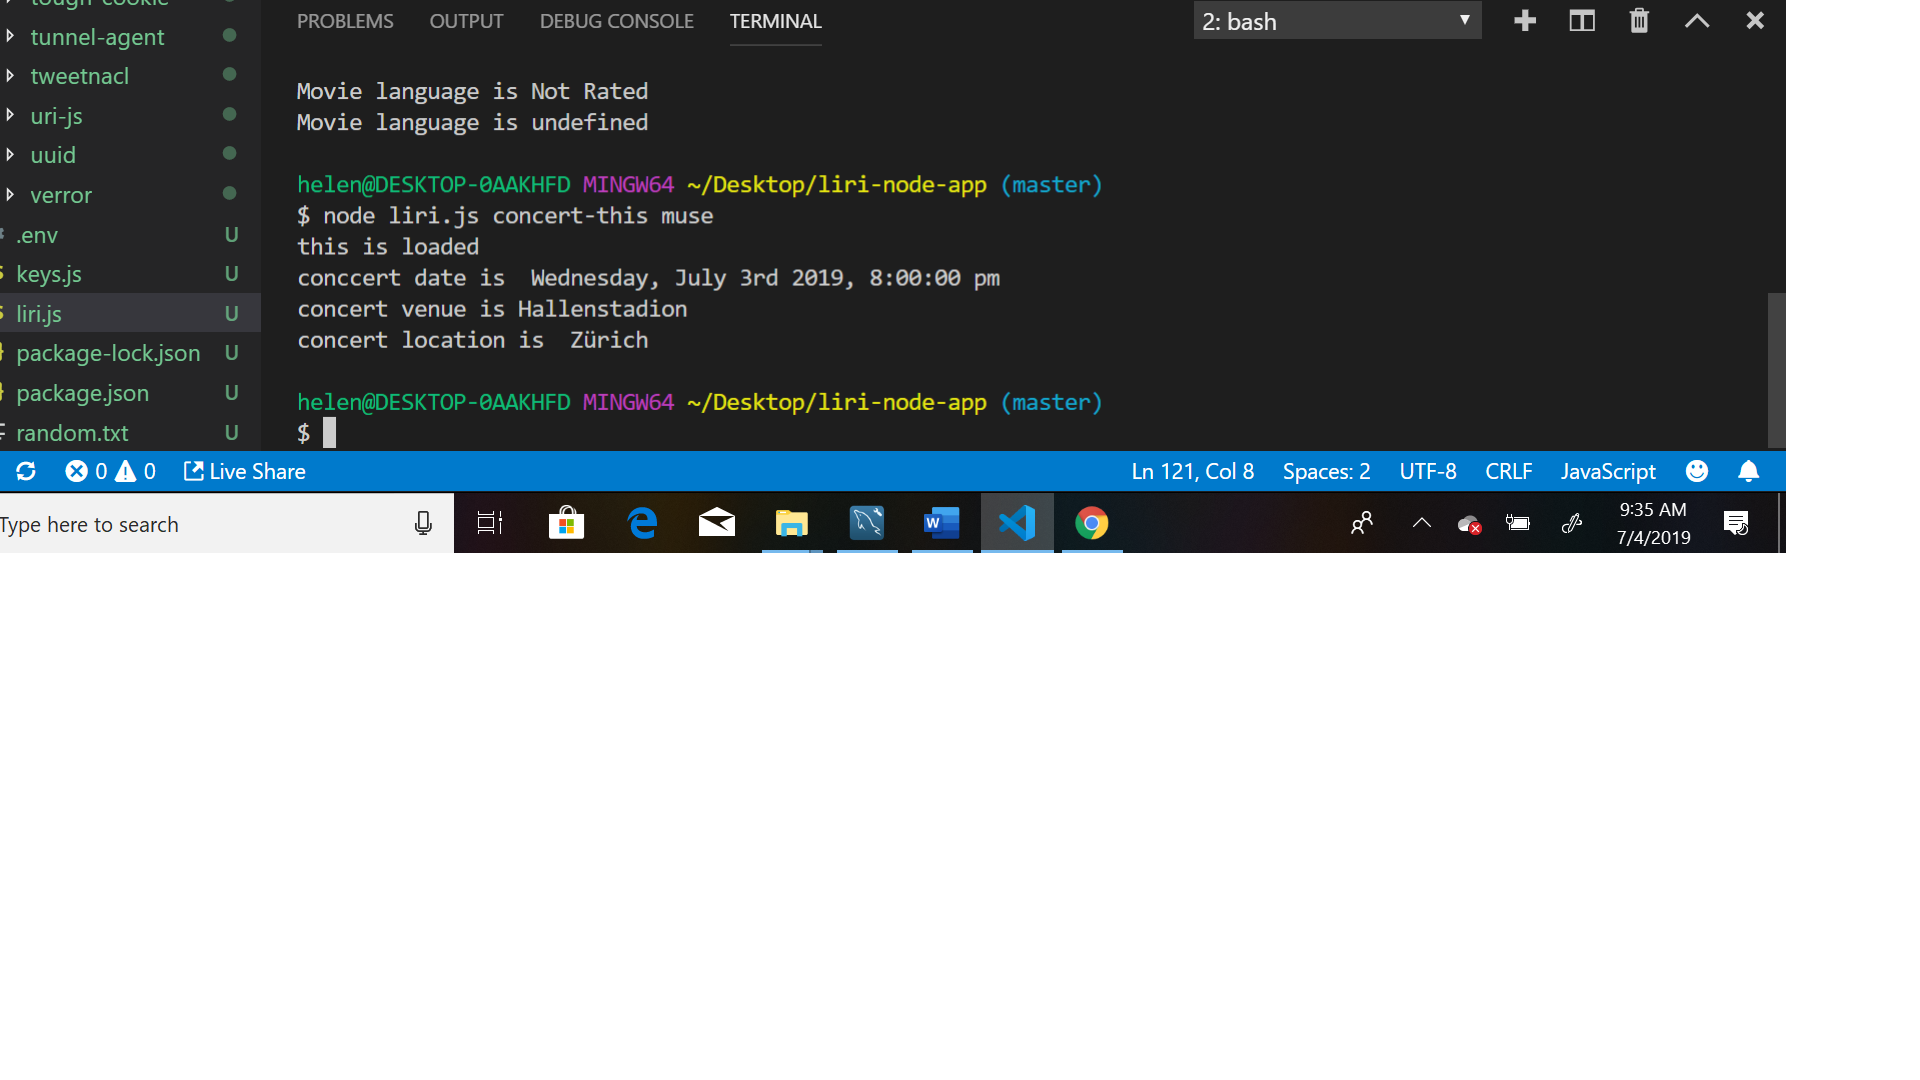 tough-cookie
tunnel-agent
tweetnacl
uri-js
uuid
verror
.env U
keys.js U
liri.js U
package-lock.json U
package.json U
random.txt U
PROBLEMS OUTPUT DEBUG CONSOLE TERMINAL 2: bash
Movie language is Not Rated
Movie language is undefined
helen@DESKTOP-0AAKHFD MINGW64 ~/Desktop/liri-node-app (master)
$ node liri.js concert-this muse
this is loaded
conccert date is  Wednesday, July 3rd 2019, 8:00:00 pm
concert venue is Hallenstadion
concert location is  Zürich
helen@DESKTOP-0AAKHFD MINGW64 ~/Desktop/liri-node-app (master)
$
0 0 Live Share Ln 121, Col 8 Spaces: 2 UTF-8 CRLF JavaScript
Type here to search
9:35 AM
7/4/2019